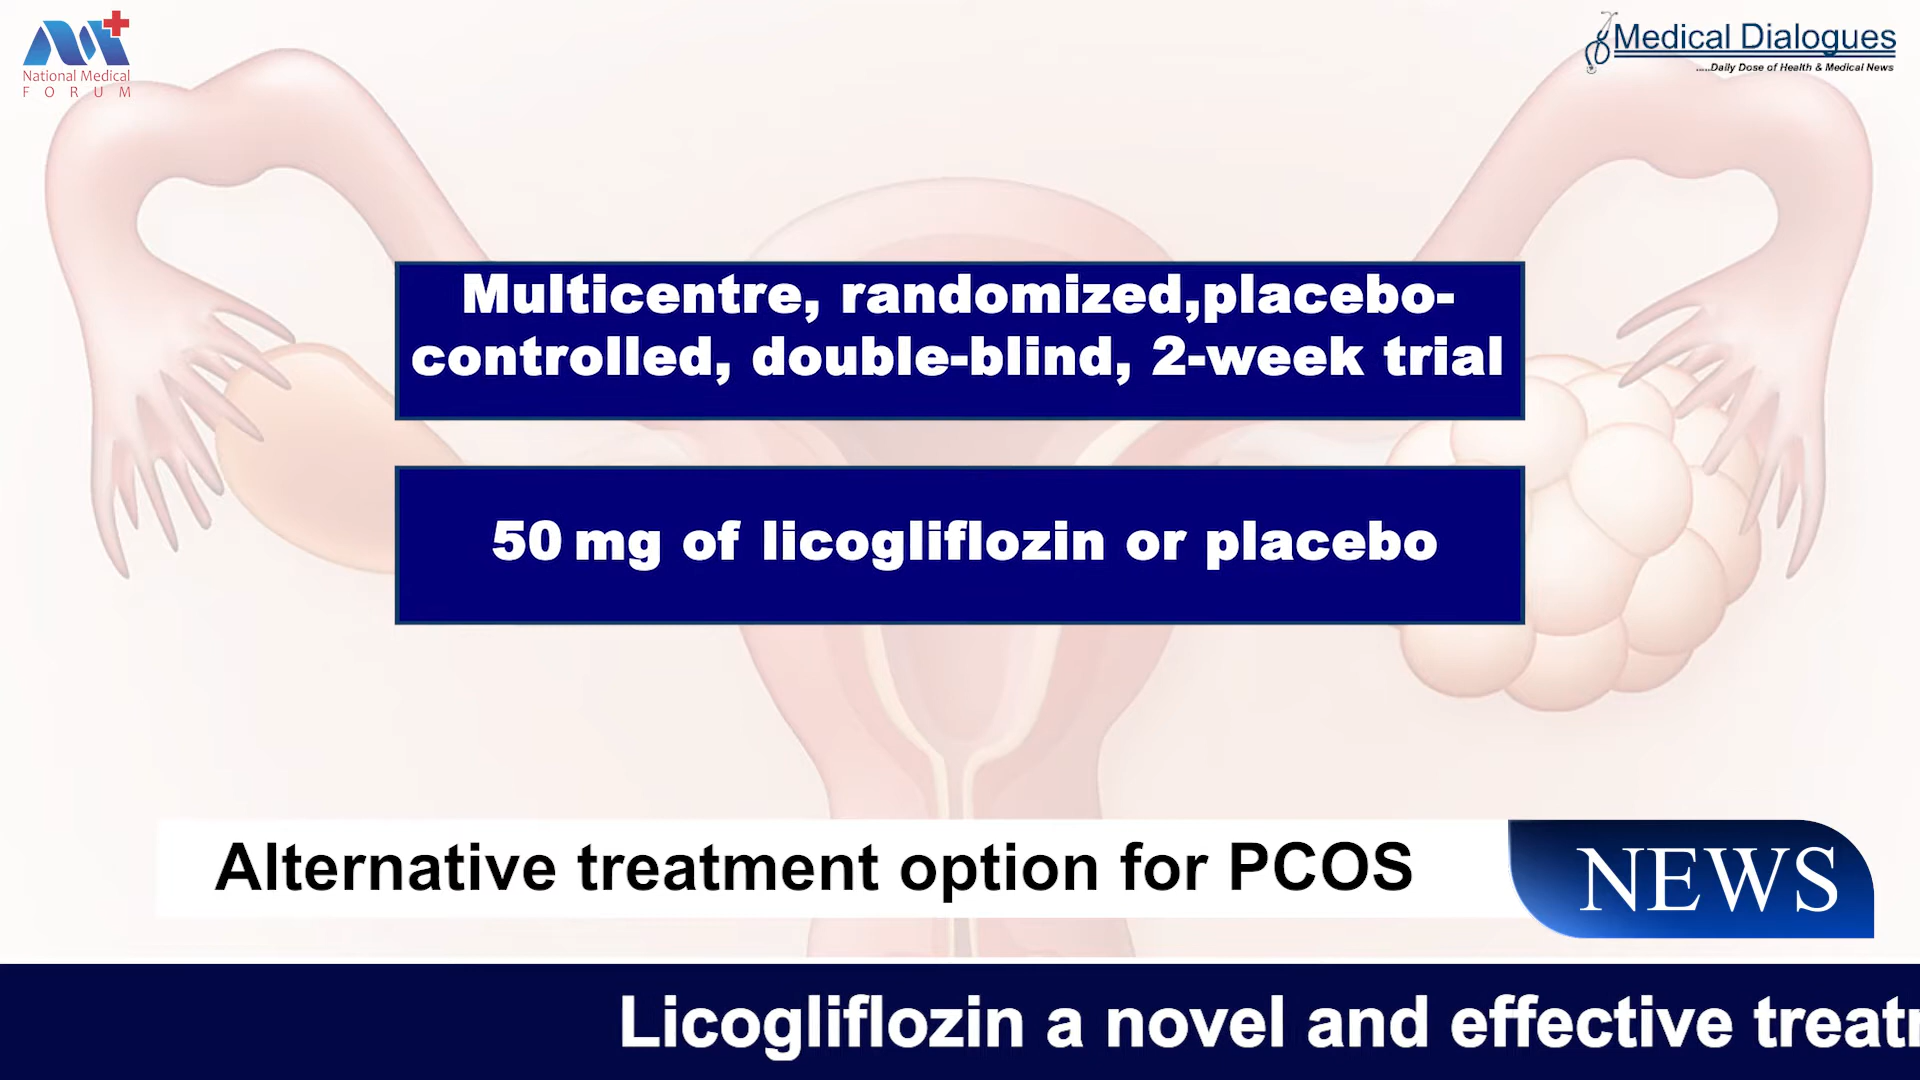 National Medical
FORUM
Medical Dialogues
.....Daily Dose of Health & Medical News
Multicentre, randomized,placebo-
controlled, double-blind, 2-week trial
50 mg of licogliflozin or placebo
Alternative treatment option for PCOS
NEWS
Licogliflozin a novel and effective